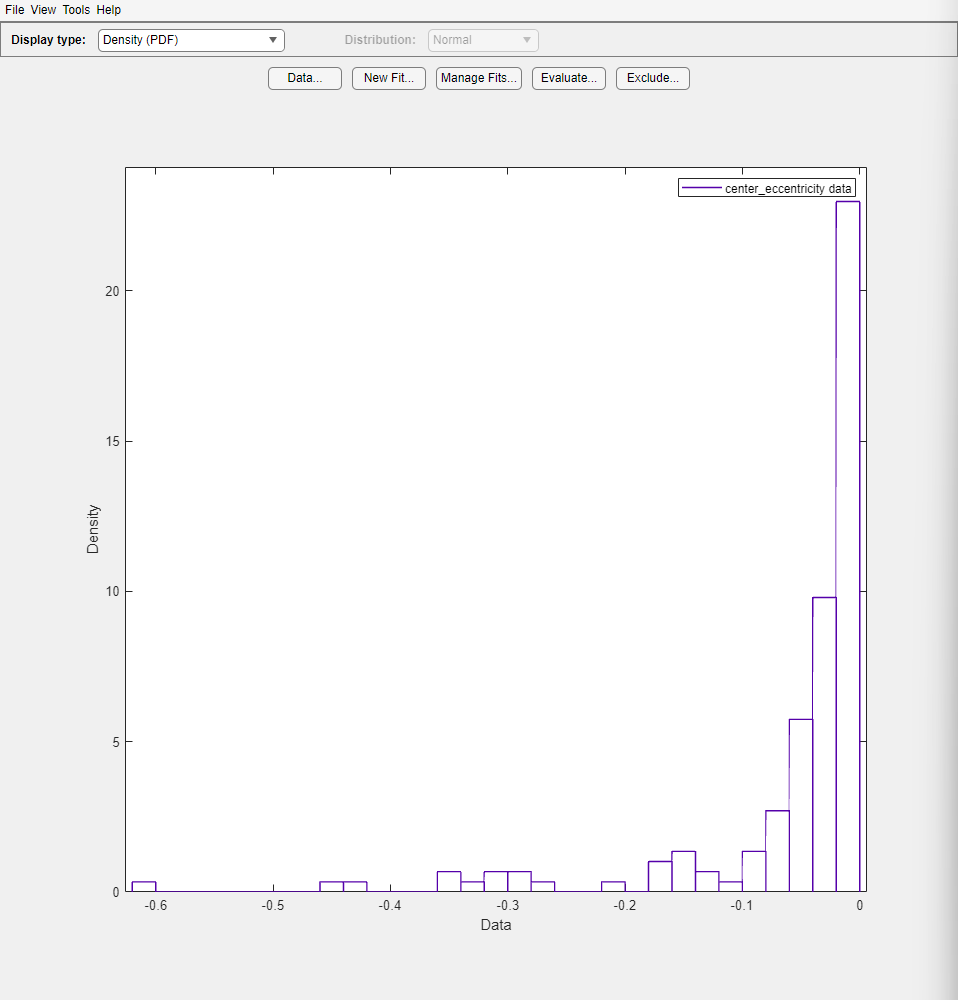 File View Tools Help
Display type: Density (PDF) Distribution: Normal
Data... New Fit... Manage Fits... Evaluate... Exclude...
center_eccentricity data
20
15
10
5
0
Density
-0.6 -0.5 -0.4 -0.3 -0.2 -0.1 0
Data